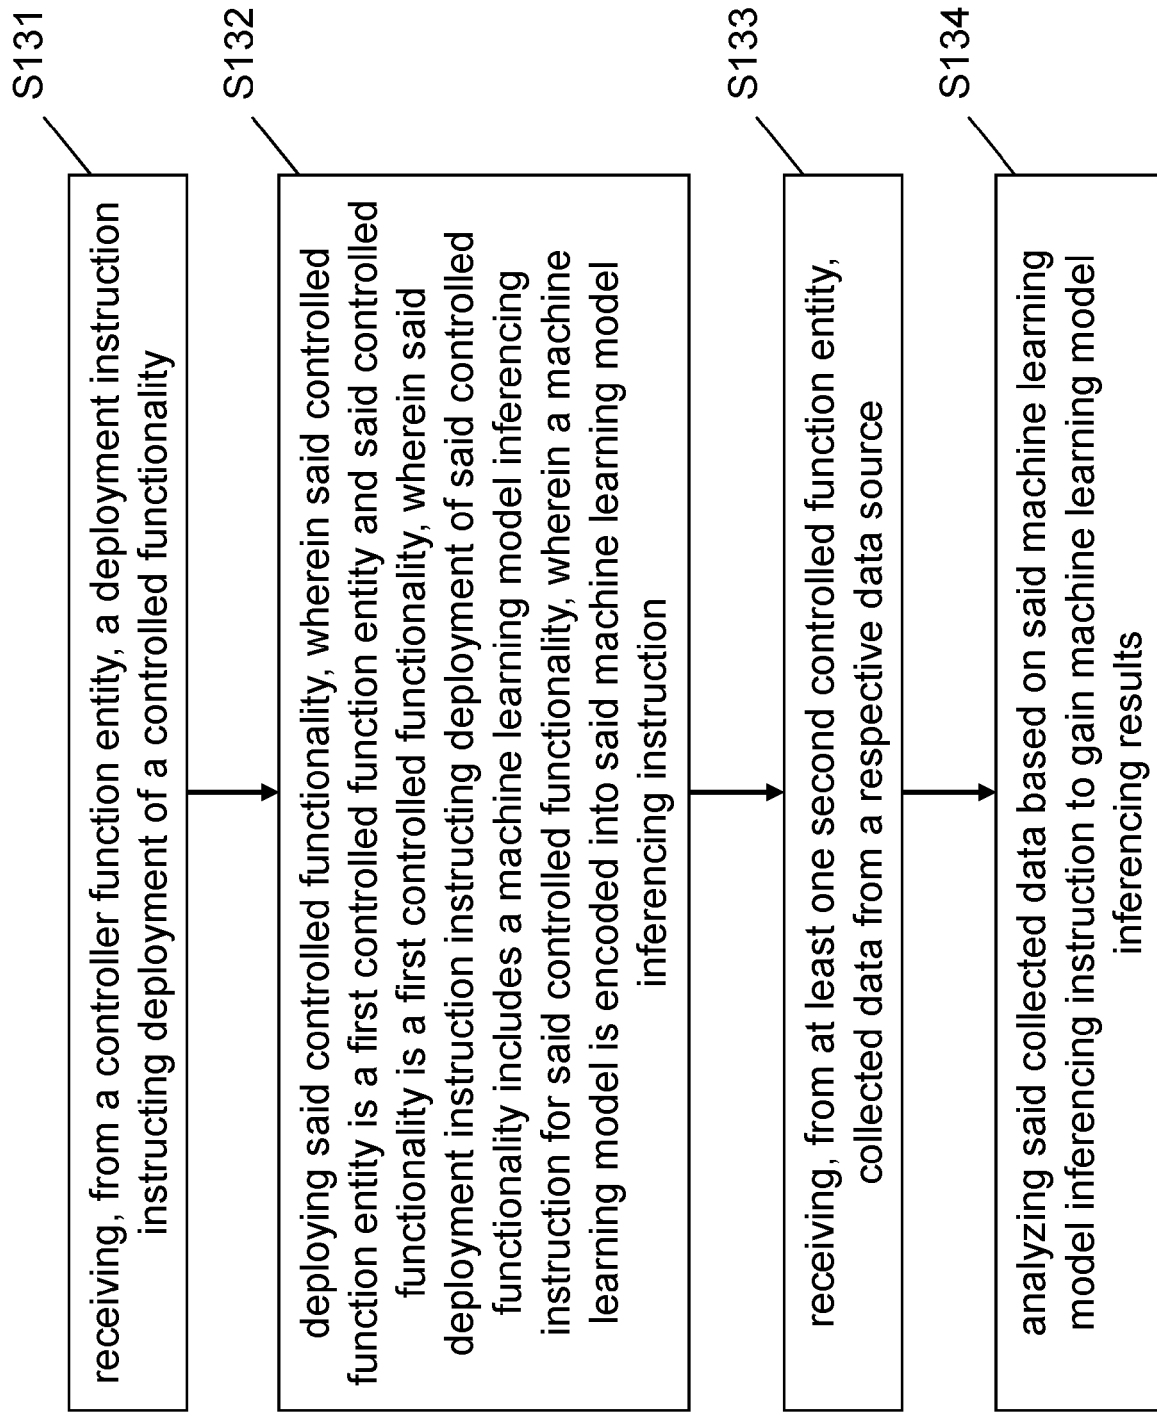 S131
receiving, from a controller function entity, a deployment instruction
instructing deployment of a controlled functionality
S132
deploying said controlled functionality, wherein said controlled
function entity is a first controlled function entity and said controlled
functionality is a first controlled functionality, wherein said
deployment instruction instructing deployment of said controlled
functionality includes a machine learning model inferencing
instruction for said controlled functionality, wherein a machine
learning model is encoded into said machine learning model
inferencing instruction
S133
receiving, from at least one second controlled function entity,
collected data from a respective data source
S134
analyzing said collected data based on said machine learning
model inferencing instruction to gain machine learning model
inferencing results